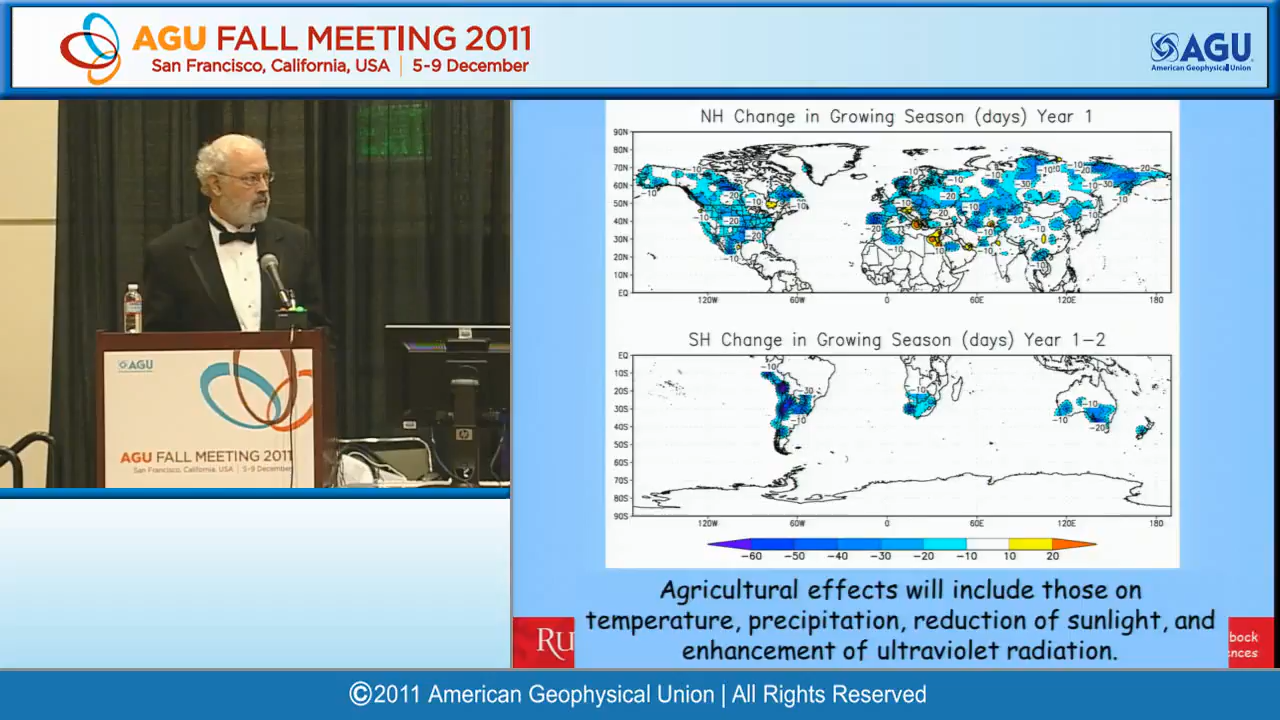 AGU FALL MEETING 2011
San Francisco, California, USA | 5-9 December
AGU
American Geophysical Union
AGU
AGU FALL MEETING 2011
San Francisco, California, USA | 5-9 December
hp
NH Change in Growing Season (days) Year 1
90N
80N
70N
60N
50N
40N
30N
20N
10N
EQ
120W 60W 0 60E 120E 180
SH Change in Growing Season (days) Year 1-2
EQ
10S
20S
30S
40S
50S
60S
70S
80S
90S
120W 60W 0 60E 120E 180
-60 -50 -40 -30 -20 -10 10 20
Agricultural effects will include those on
temperature, precipitation, reduction of sunlight, and
enhancement of ultraviolet radiation.
Ru
bock
ences
©2011 American Geophysical Union | All Rights Reserved